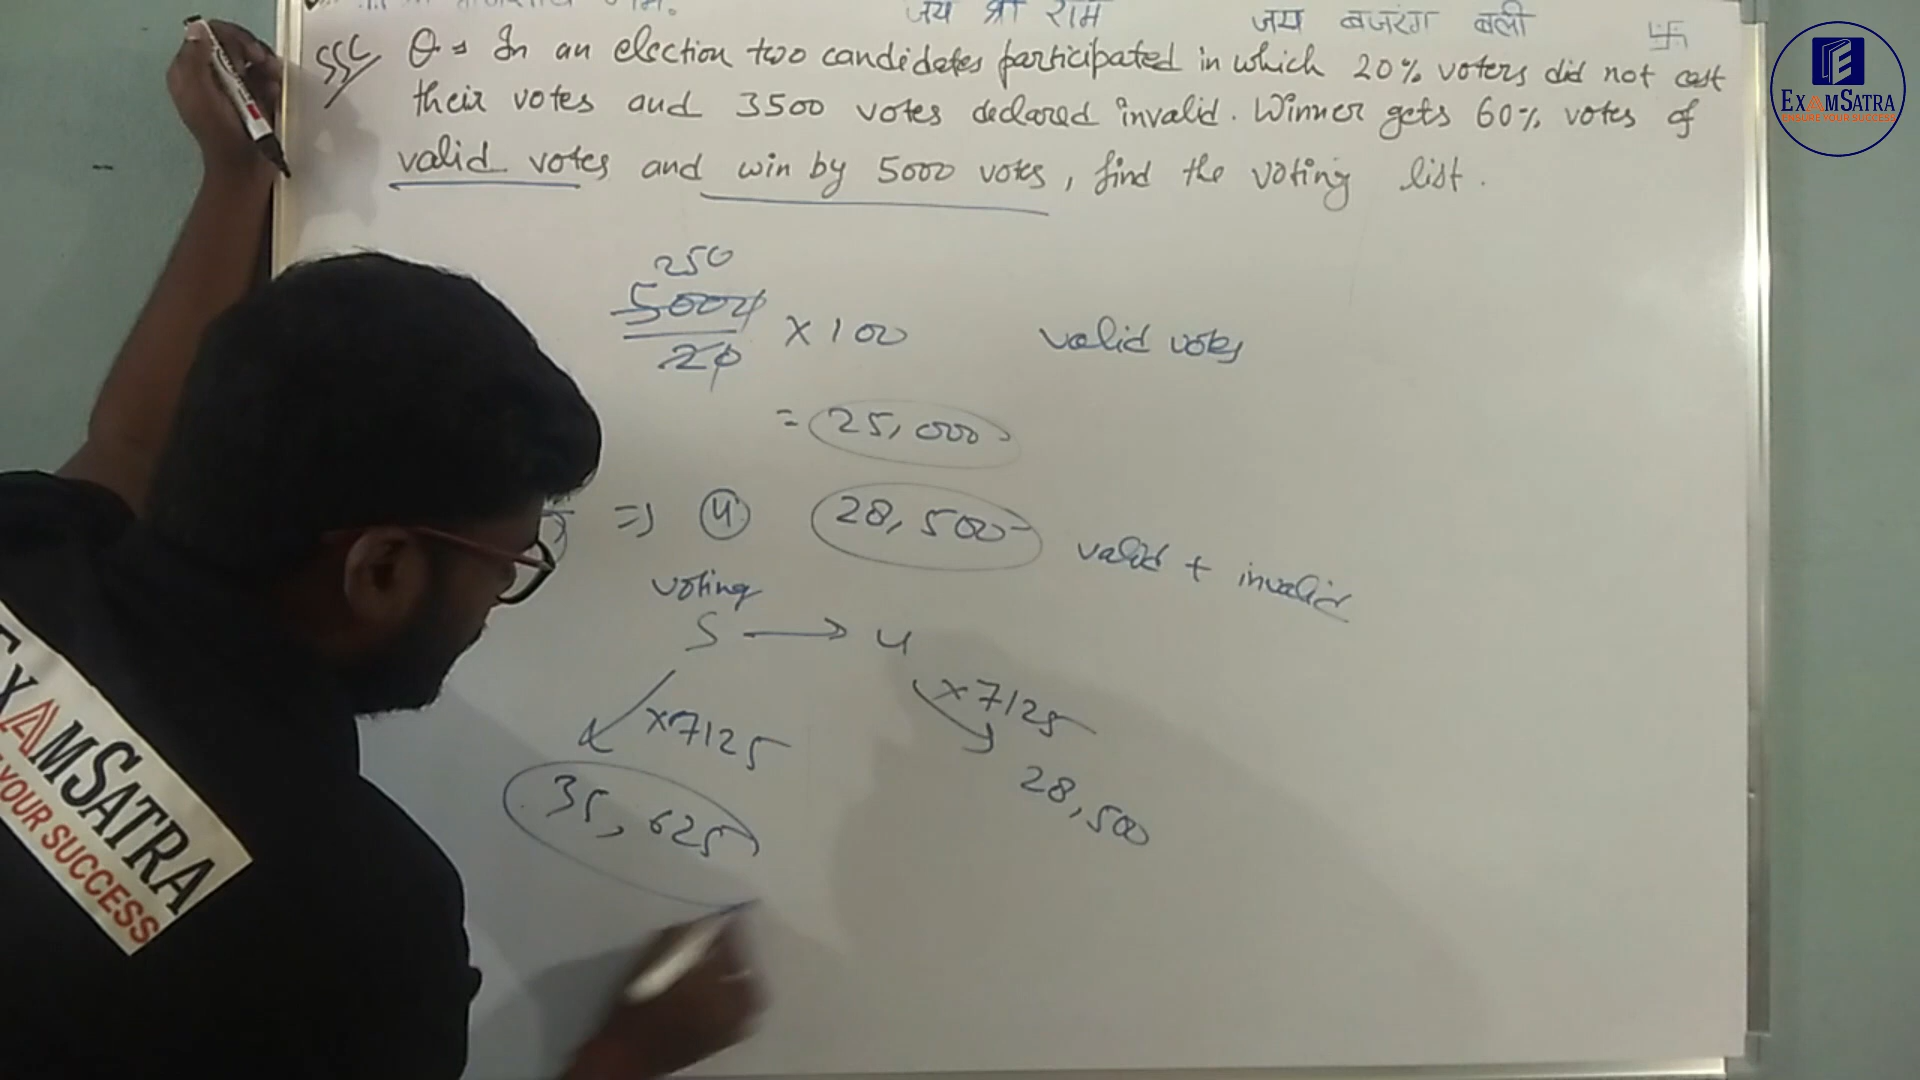 जय श्री राम जय बजरंग बली 卐
SSC Q⇒ In an election two candidates participated in which 20% voters did not cast
their votes and 3500 votes declared invalid. Winner gets 60% votes of
valid votes and win by 5000 votes, find the voting list.
EXAMSATRA
ENSURE YOUR SUCCESS
250
5000
20
× 100 valid votes
= 25,000
⇒ 4 28,500 valid + invalid
voting
5 → 4
×7125 ×7125
35,625 28,500
EXAMSATRA
YOUR SUCCESS